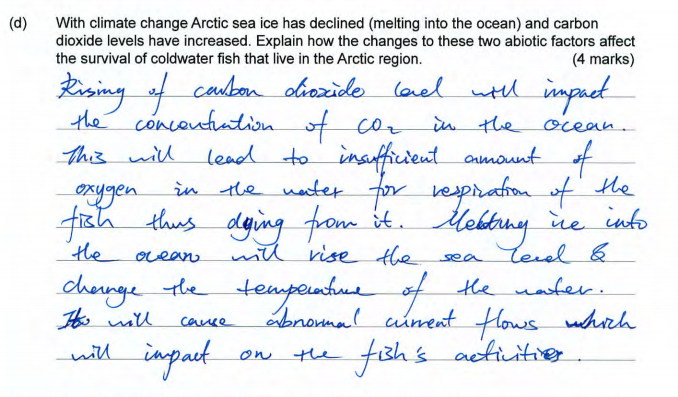 (d) With climate change Arctic sea ice has declined (melting into the ocean) and carbon
dioxide levels have increased. Explain how the changes to these two abiotic factors affect
the survival of coldwater fish that live in the Arctic region. (4 marks)
Rising of carbon dioxide level will impact
the concentration of CO₂ in the ocean.
This will lead to insufficient amount of
oxygen in the water for respiration of the
fish thus dying from it. Melting ice into
the ocean will rise the sea level &
change the temperature of the water.
will cause abnormal current flows which
will impact on the fish's activities.